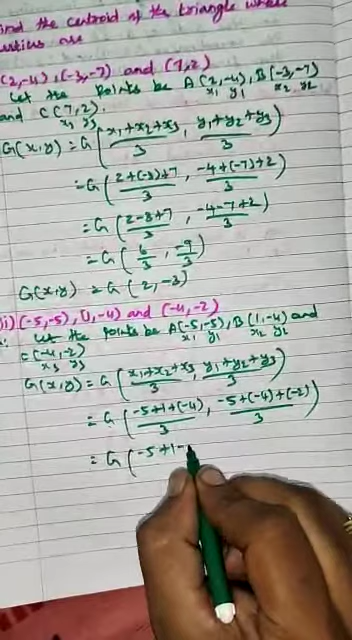 ind the centroid of the triangle whose
vertices are
(2,-4), (-3,-7) and (7,2)
Let the points be A(2,-4), B(-3,-7)
x₁ y₁ x₂ y₂
and C(7,2).
x₃ y₃
G(x,y) = G(x₁+x₂+x₃/3, y₁+y₂+y₃/3)
= G(2+(-3)+7/3, -4+(-7)+2/3)
= G(2-3+7/3, -4-7+2/3)
= G(6/3, -9/3)
G(x,y) = G(2,-3)
ii) (-5,-5), (1,-4) and (-4,-2)
: Let the points be A(-5,-5), B(1,-4) and
x₁ y₁ x₂ y₂
C(-4,-2)
x₃ y₃
G(x,y) = G(x₁+x₂+x₃/3, y₁+y₂+y₃/3)
= G(-5+1+(-4)/3, -5+(-4)+(-2)/3)
= G(-5+1-